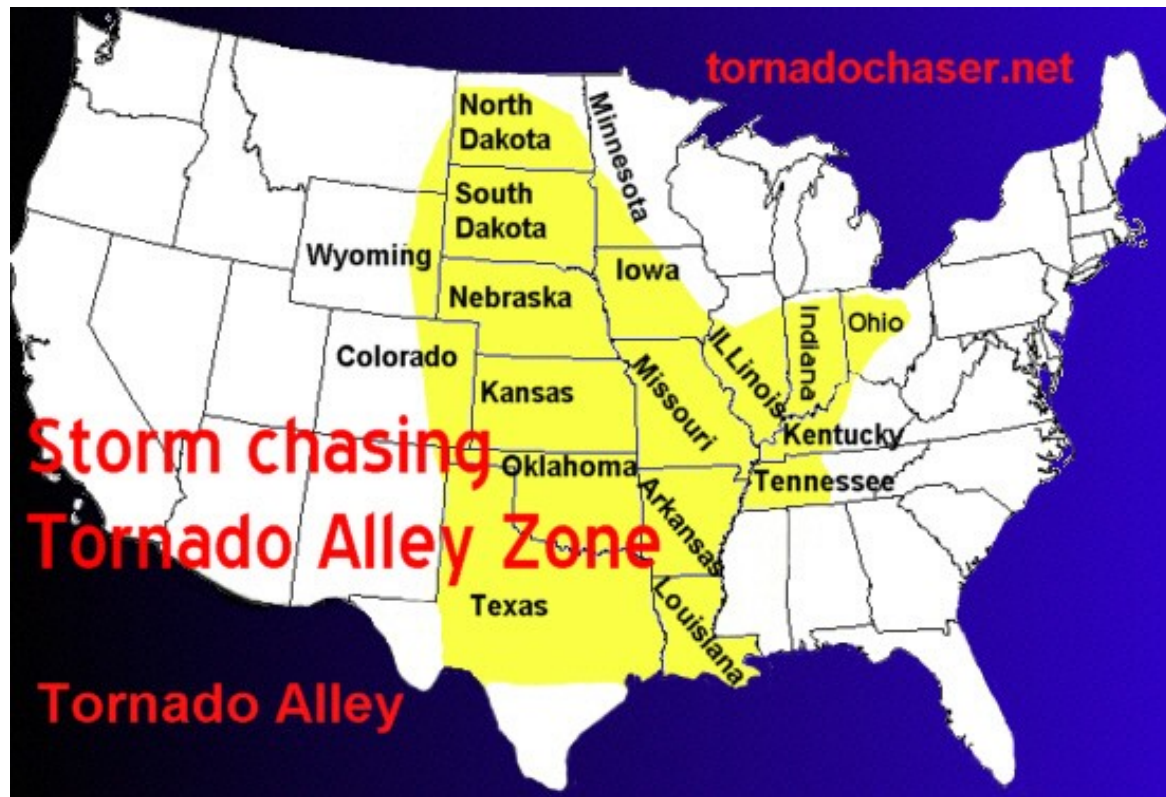 tornadochaser.net
North
Dakota
Minnesota
South
Dakota
Wyoming
Iowa
Nebraska
Indiana
Ohio
Colorado
ILLinois
Kansas
Missouri
Storm chasing
Kentucky
Oklahoma
Tennessee
Arkansas
Tornado Alley Zone
Texas
Louisiana
Tornado Alley